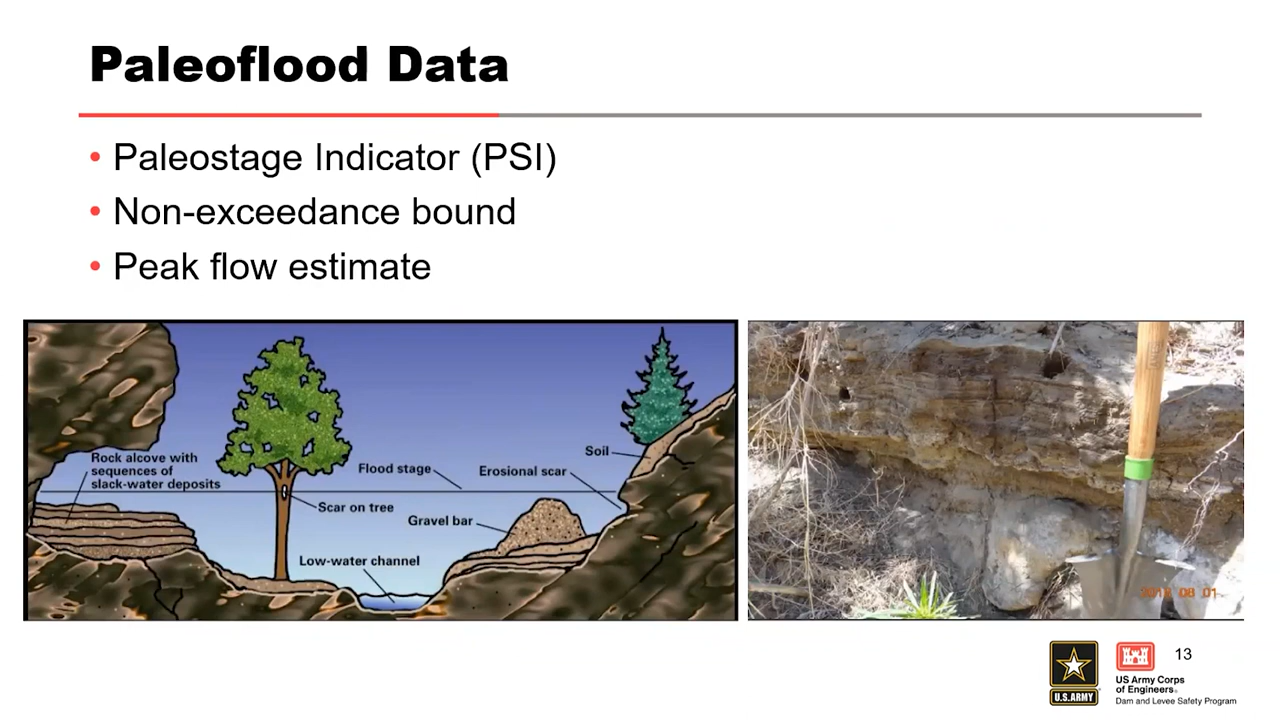 Paleoflood Data
• Paleostage Indicator (PSI)
• Non-exceedance bound
• Peak flow estimate
Rock alcove with
sequences of
slack-water deposits
Flood stage
Scar on tree
Low-water channel
Gravel bar
Erosional scar
Soil
U.S.ARMY
US Army Corps
of Engineers®
Dam and Levee Safety Program
13